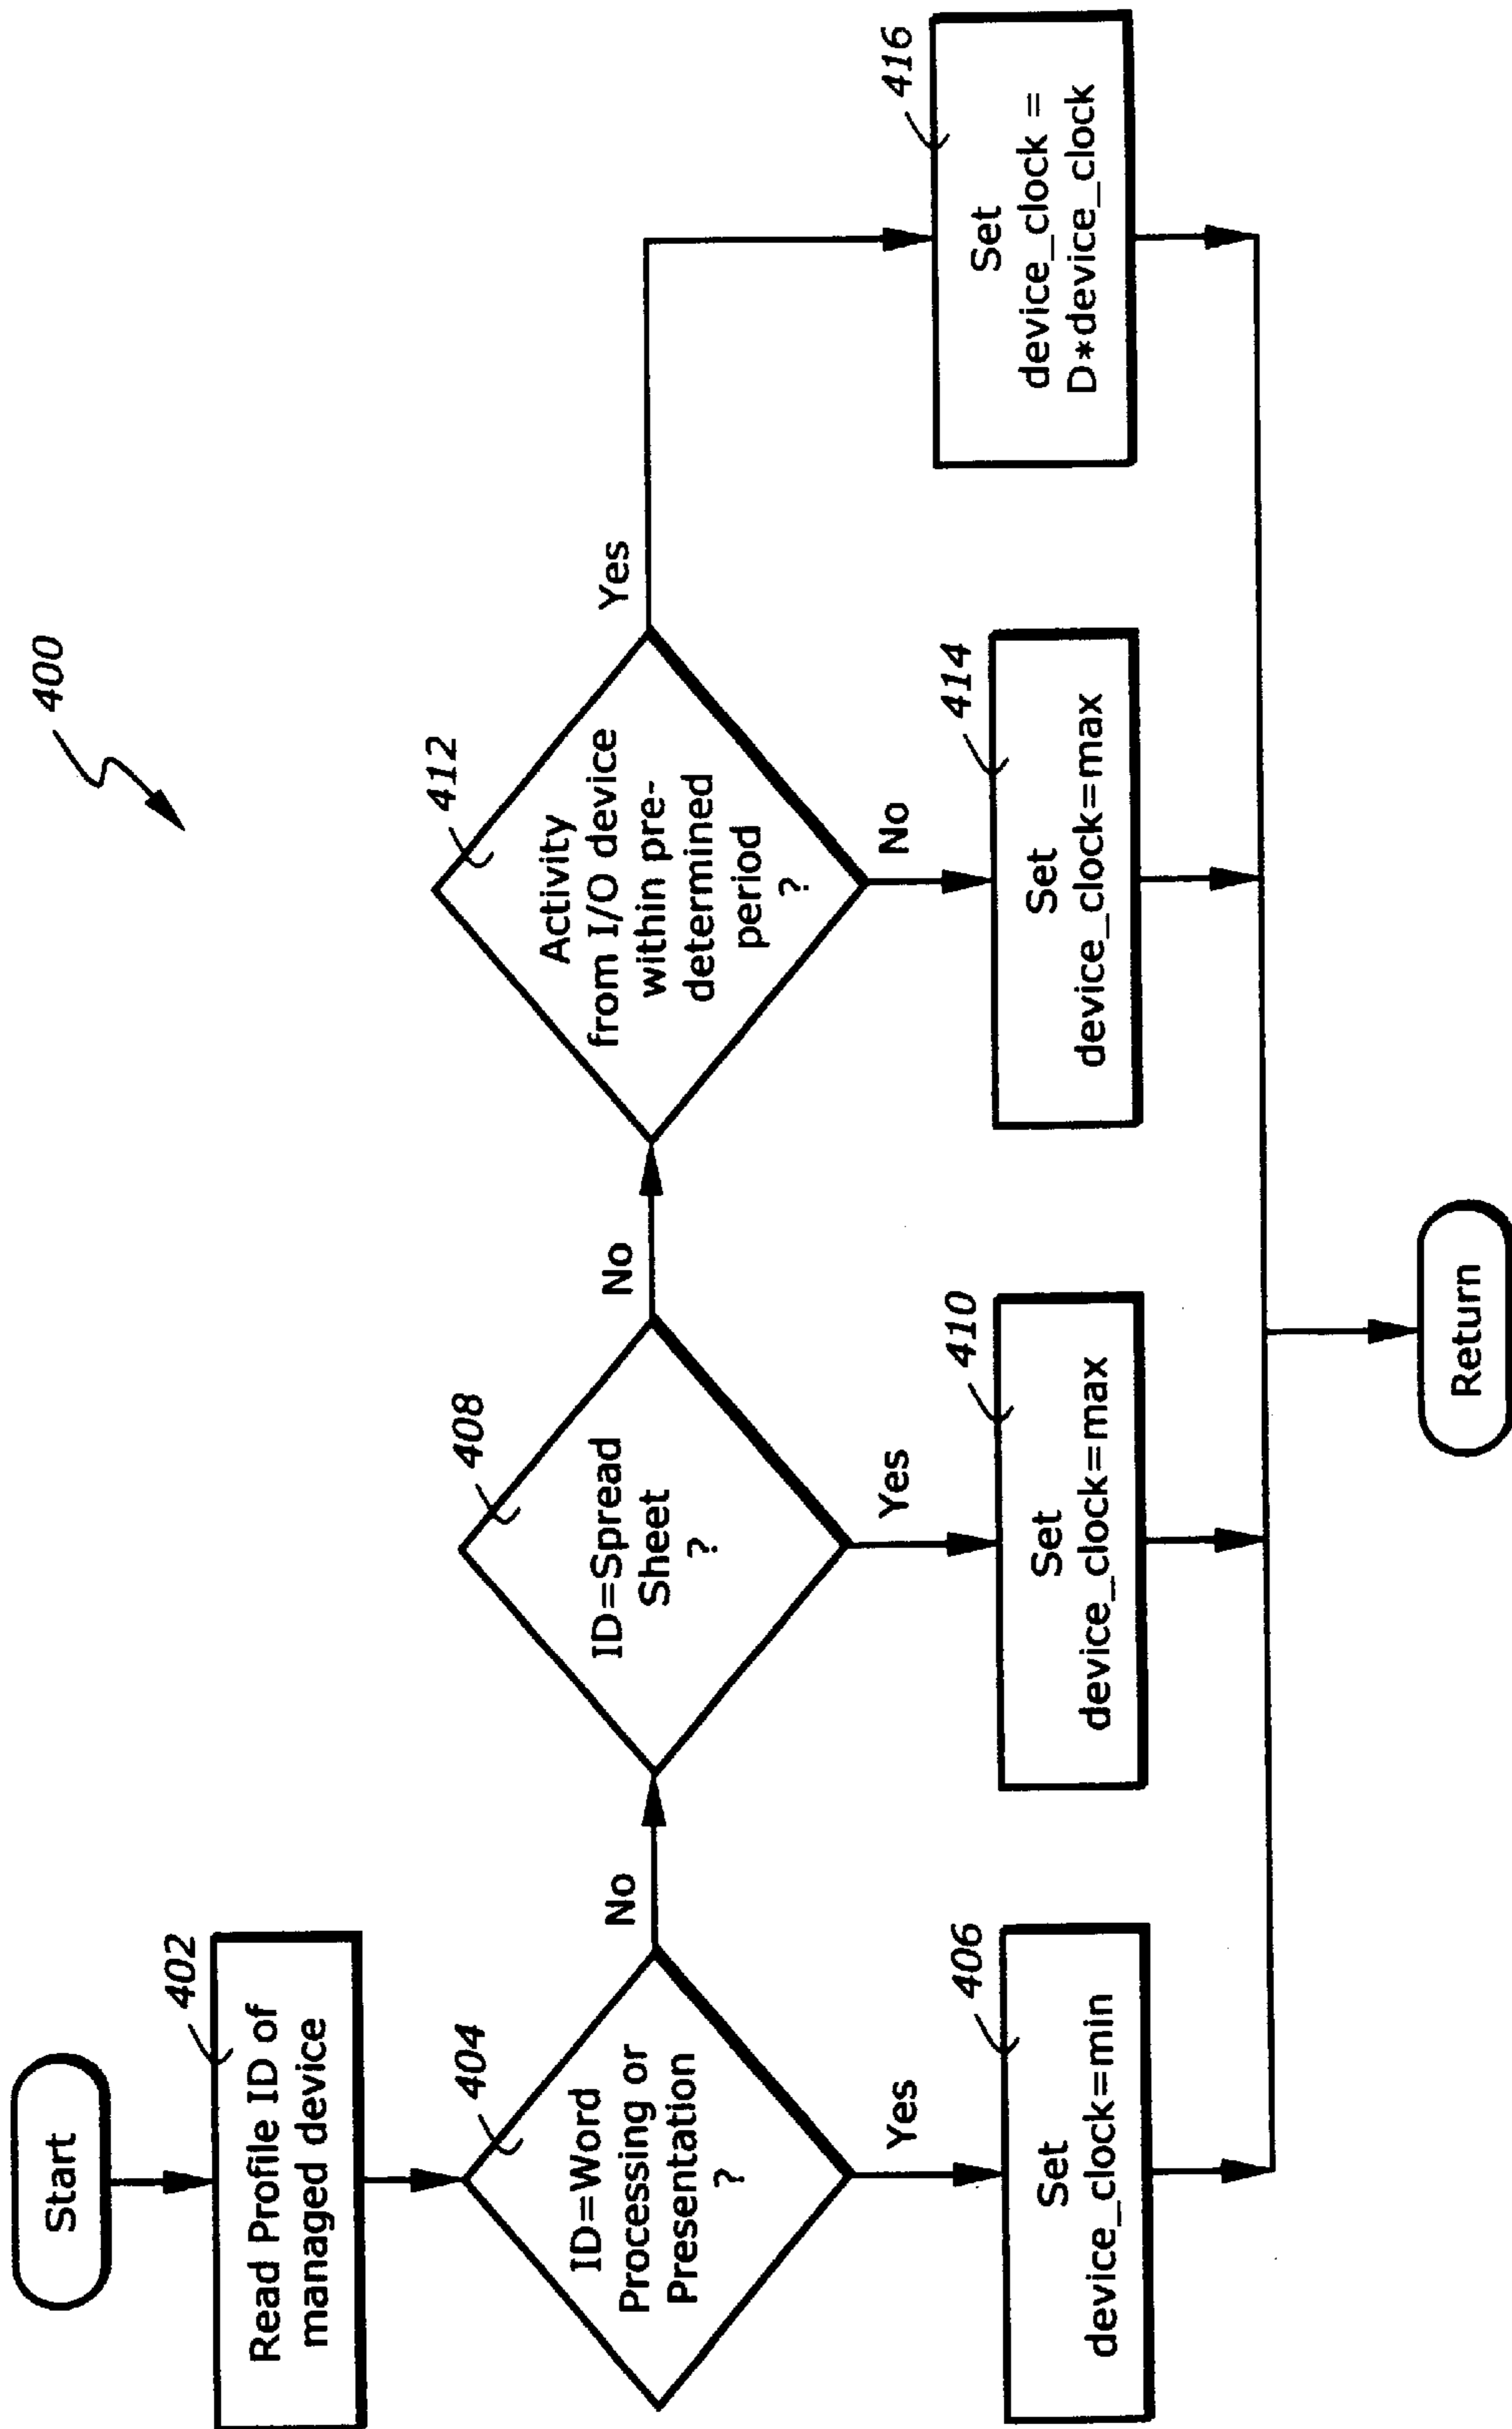 400
Start
402
Read Profile ID of
managed device
404
ID=Word
Processing or
Presentation
?
No
Yes
406
Set
device_clock=min
408
ID=Spread
Sheet
?
No
Yes
410
Set
device_clock=max
412
Activity
from I/O device
within pre-
determined
period
?
Yes
No
414
Set
device_clock=max
416
Set
device_clock =
D*device_clock
Return